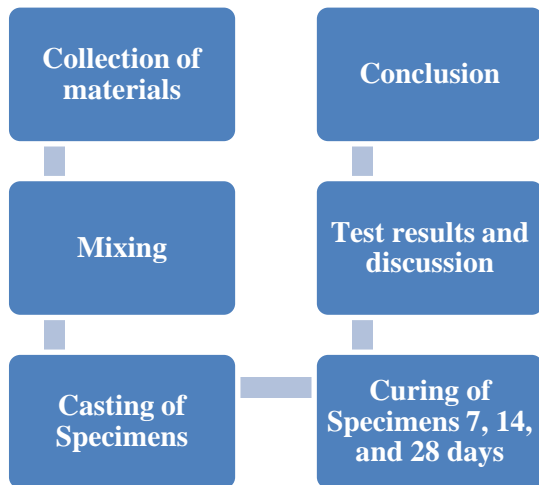 Collection of
materials
Mixing
Casting of
Specimens
Curing of
Specimens 7, 14,
and 28 days
Test results and
discussion
Conclusion